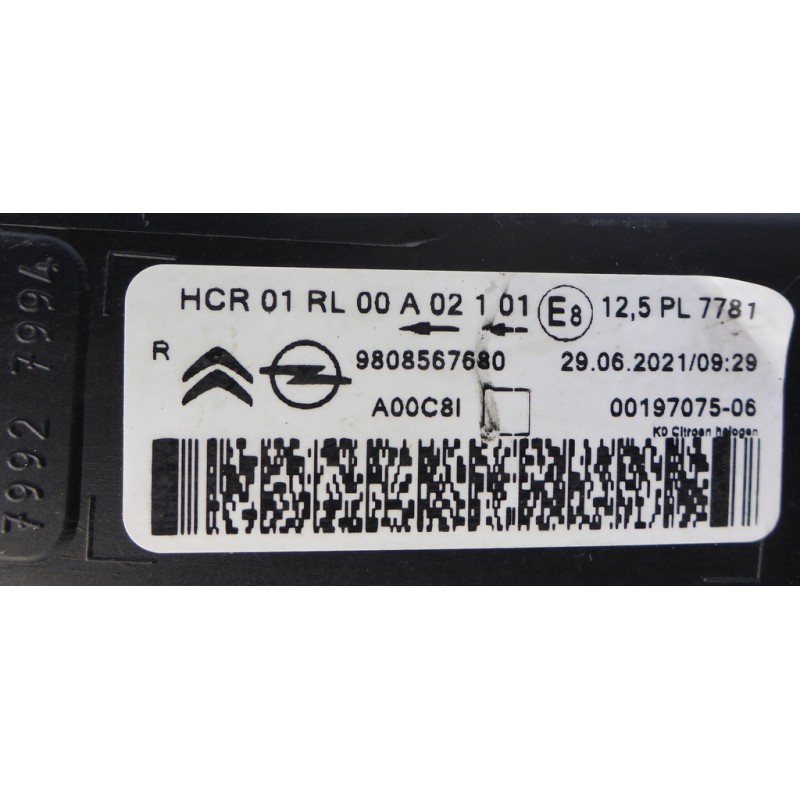 7992 7994
HCR 01 RL 00 A 02 1 01 E8 12,5 PL 7781
R 9808567680 29.06.2021/09:29
A00C8I 00197075-06
K0 Citroen halogen